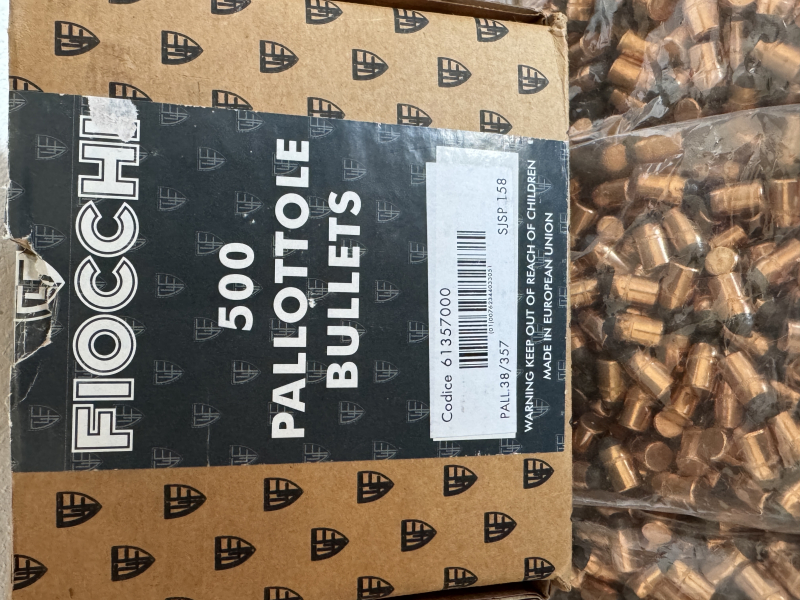 FIOCCHI
500
PALLOTTOLE
BULLETS
Codice 61357000
PALL.38/357 SJSP 158
WARNING KEEP OUT OF REACH OF CHILDREN
MADE IN EUROPEAN UNION